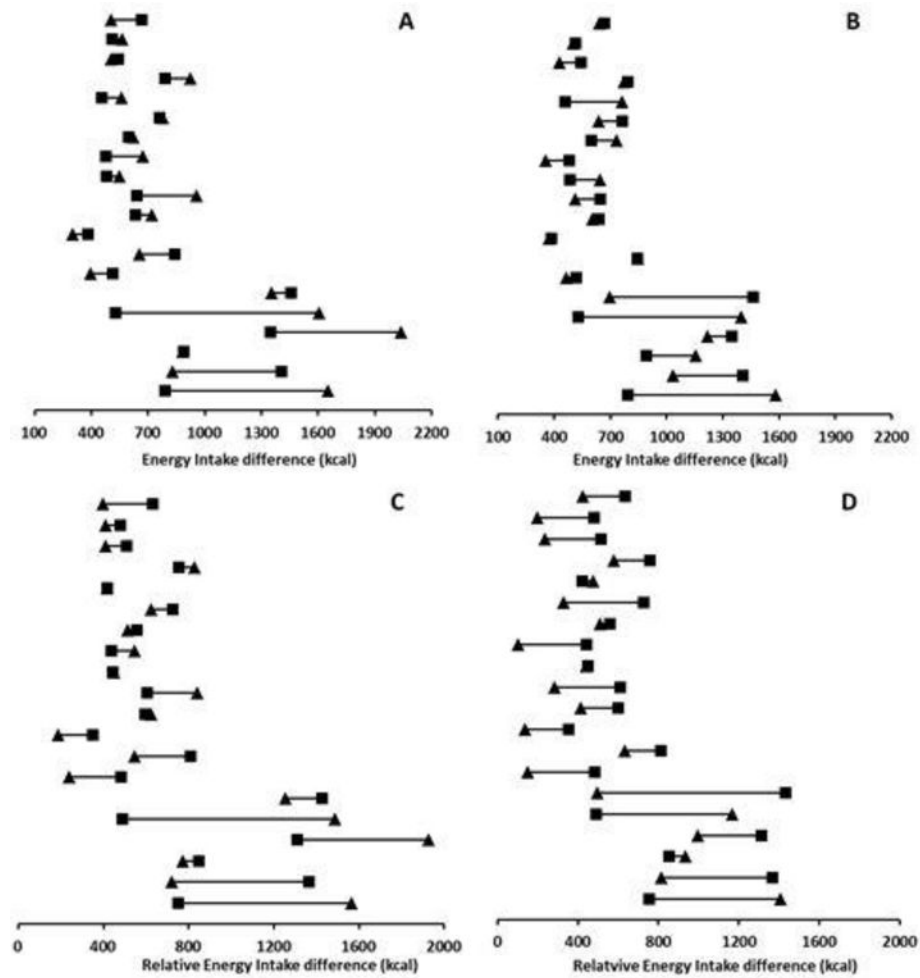 A
B
100 400 700 1000 1300 1600 1900 2200
Energy Intake difference (kcal)
100 400 700 1000 1300 1600 1900 2200
Energy Intake difference (kcal)
C
D
0 400 800 1200 1600 2000
Relative Energy Intake difference (kcal)
0 400 800 1200 1600 2000
Relatvive Energy Intake difference (kcal)